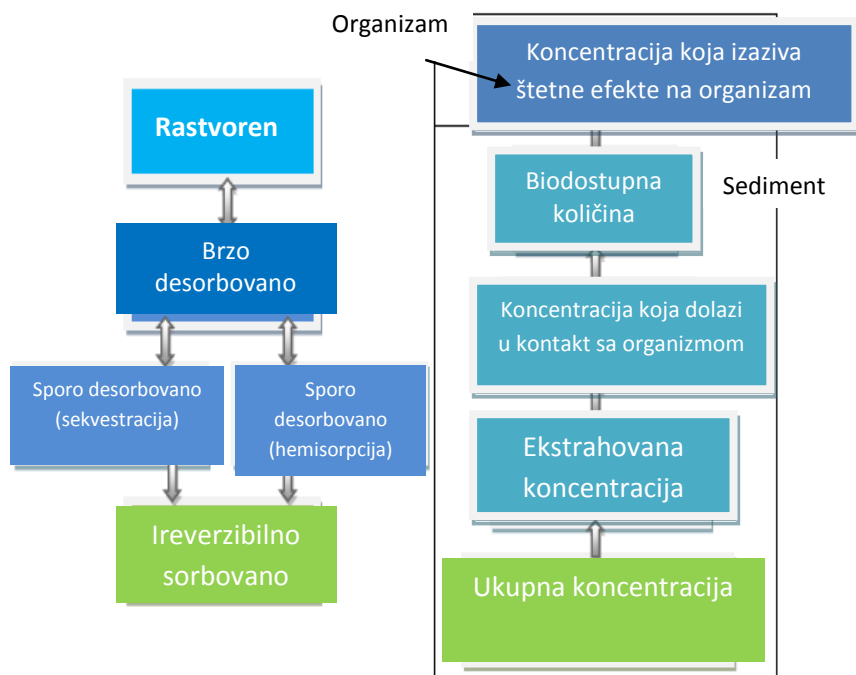 Organizam
Koncentracija koja izaziva
štetne efekte na organizam
Rastvoren
Biodostupna
količina
Sediment
Brzo
desorbovano
Koncentracija koja dolazi
u kontakt sa organizmom
Sporo desorbovano
(sekvestracija)
Sporo
desorbovano
(hemisorpcija)
Ekstrahovana
koncentracija
Ireverzibilno
sorbovano
Ukupna koncentracija